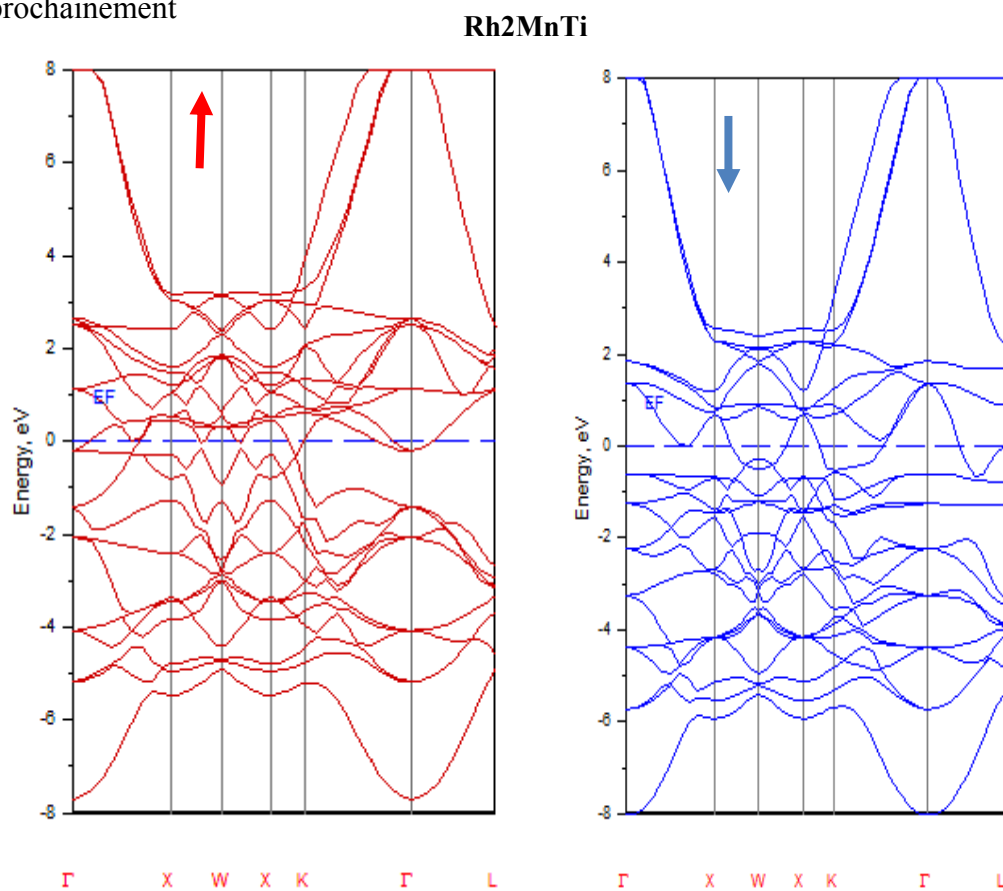 prochainement
Rh2MnTi
8
6
4
2
0
-2
-4
-6
-8
Energy, eV
EF
Γ X W X K Γ L
8
6
4
2
0
-2
-4
-6
-8
Energy, eV
EF
Γ X W X K Γ L